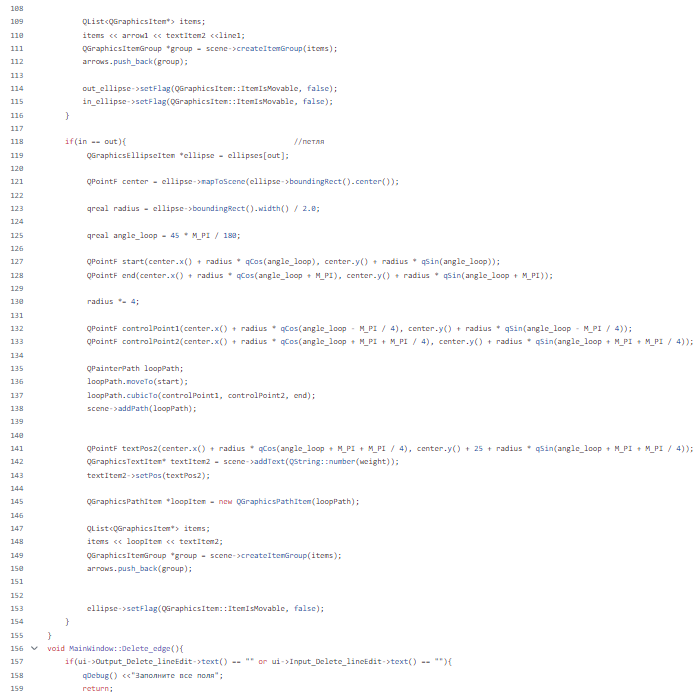 108
109 QList<QGraphicsItem*> items;
110 items << arrow1 << textItem2 <<line1;
111 QGraphicsItemGroup *group = scene->createItemGroup(items);
112 arrows.push_back(group);
113
114 out_ellipse->setFlag(QGraphicsItem::ItemIsMovable, false);
115 in_ellipse->setFlag(QGraphicsItem::ItemIsMovable, false);
116 }
117
118 if(in == out){ //петля
119 QGraphicsEllipseItem *ellipse = ellipses[out];
120
121 QPointF center = ellipse->mapToScene(ellipse->boundingRect().center());
122
123 qreal radius = ellipse->boundingRect().width() / 2.0;
124
125 qreal angle_loop = 45 * M_PI / 180;
126
127 QPointF start(center.x() + radius * qCos(angle_loop), center.y() + radius * qSin(angle_loop));
128 QPointF end(center.x() + radius * qCos(angle_loop + M_PI), center.y() + radius * qSin(angle_loop + M_PI));
129
130 radius *= 4;
131
132 QPointF controlPoint1(center.x() + radius * qCos(angle_loop - M_PI / 4), center.y() + radius * qSin(angle_loop - M_PI / 4));
133 QPointF controlPoint2(center.x() + radius * qCos(angle_loop + M_PI + M_PI / 4), center.y() + radius * qSin(angle_loop + M_PI + M_PI / 4));
134
135 QPainterPath loopPath;
136 loopPath.moveTo(start);
137 loopPath.cubicTo(controlPoint1, controlPoint2, end);
138 scene->addPath(loopPath);
139
140
141 QPointF textPos2(center.x() + radius * qCos(angle_loop + M_PI + M_PI / 4), center.y() + 25 + radius * qSin(angle_loop + M_PI + M_PI / 4));
142 QGraphicsTextItem* textItem2 = scene->addText(QString::number(weight));
143 textItem2->setPos(textPos2);
144
145 QGraphicsPathItem *loopItem = new QGraphicsPathItem(loopPath);
146
147 QList<QGraphicsItem*> items;
148 items << loopItem << textItem2;
149 QGraphicsItemGroup *group = scene->createItemGroup(items);
150 arrows.push_back(group);
151
152
153 ellipse->setFlag(QGraphicsItem::ItemIsMovable, false);
154 }
155 }
156 void MainWindow::Delete_edge(){
157 if(ui->Output_Delete_lineEdit->text() == "" or ui->Input_Delete_lineEdit->text() == ""){
158 qDebug() <<"Заполните все поля";
159 return;